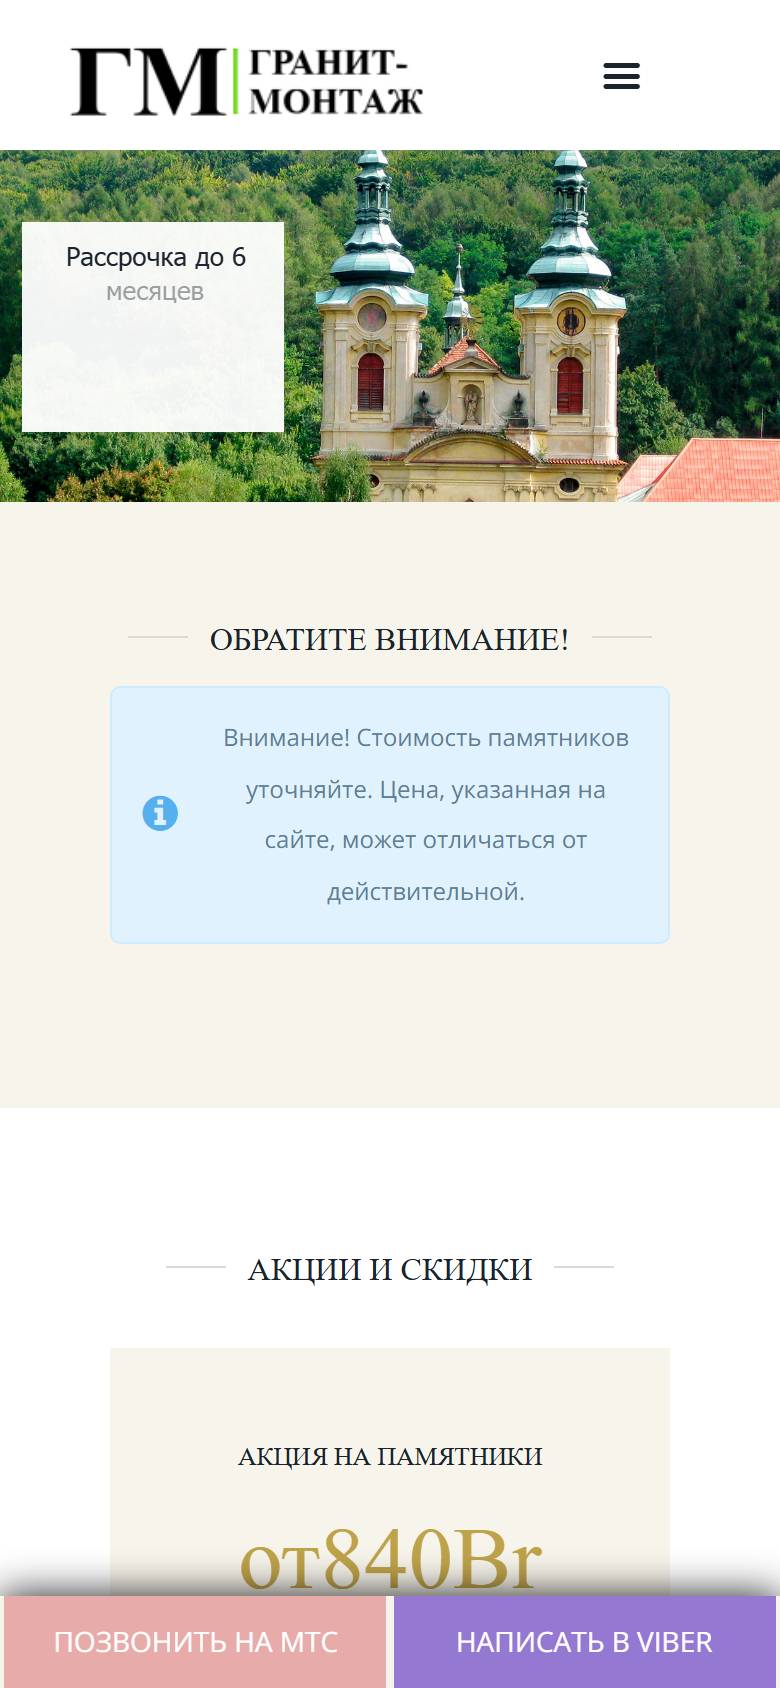 ГМ
ГРАНИТ-
МОНТАЖ
Рассрочка до 6
месяцев
ОБРАТИТЕ ВНИМАНИЕ!
Внимание! Стоимость памятников
уточняйте. Цена, указанная на
сайте, может отличаться от
действительной.
АКЦИИ И СКИДКИ
АКЦИЯ НА ПАМЯТНИКИ
от840Br
ПОЗВОНИТЬ НА МТС
НАПИСАТЬ В VIBER